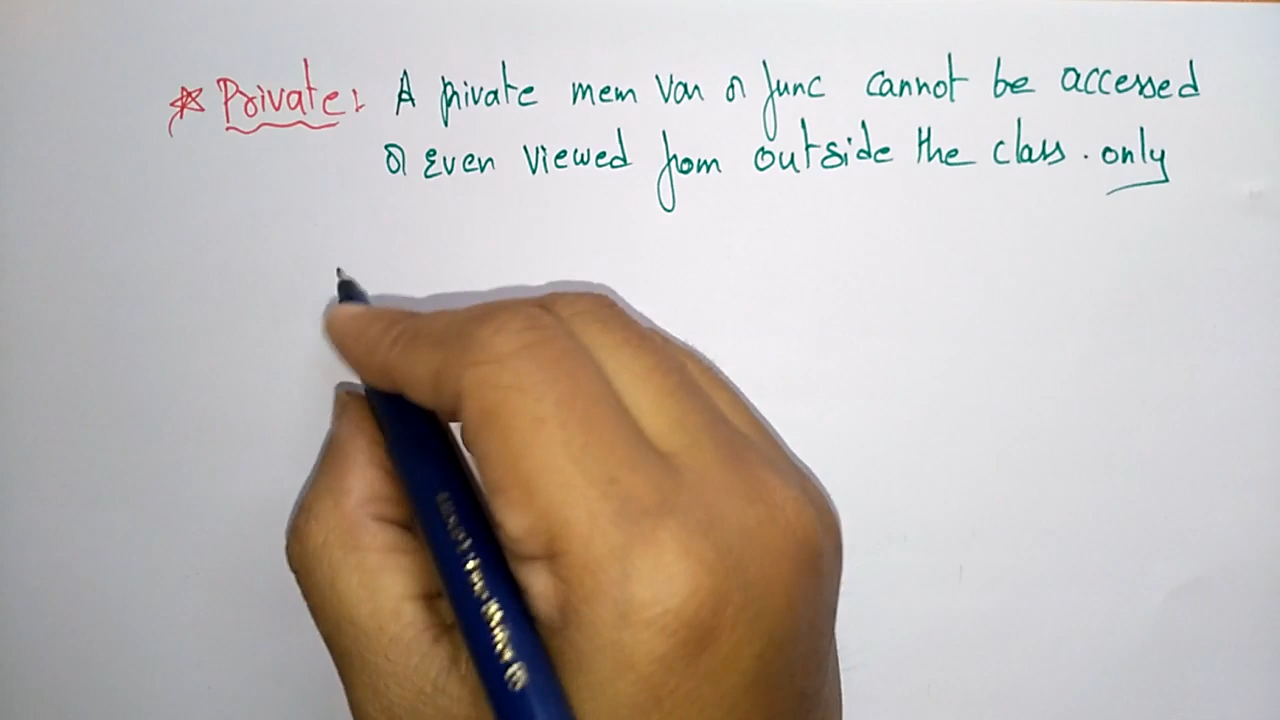 * Private: A private mem var or func cannot be accessed
or even viewed from outside the class. only